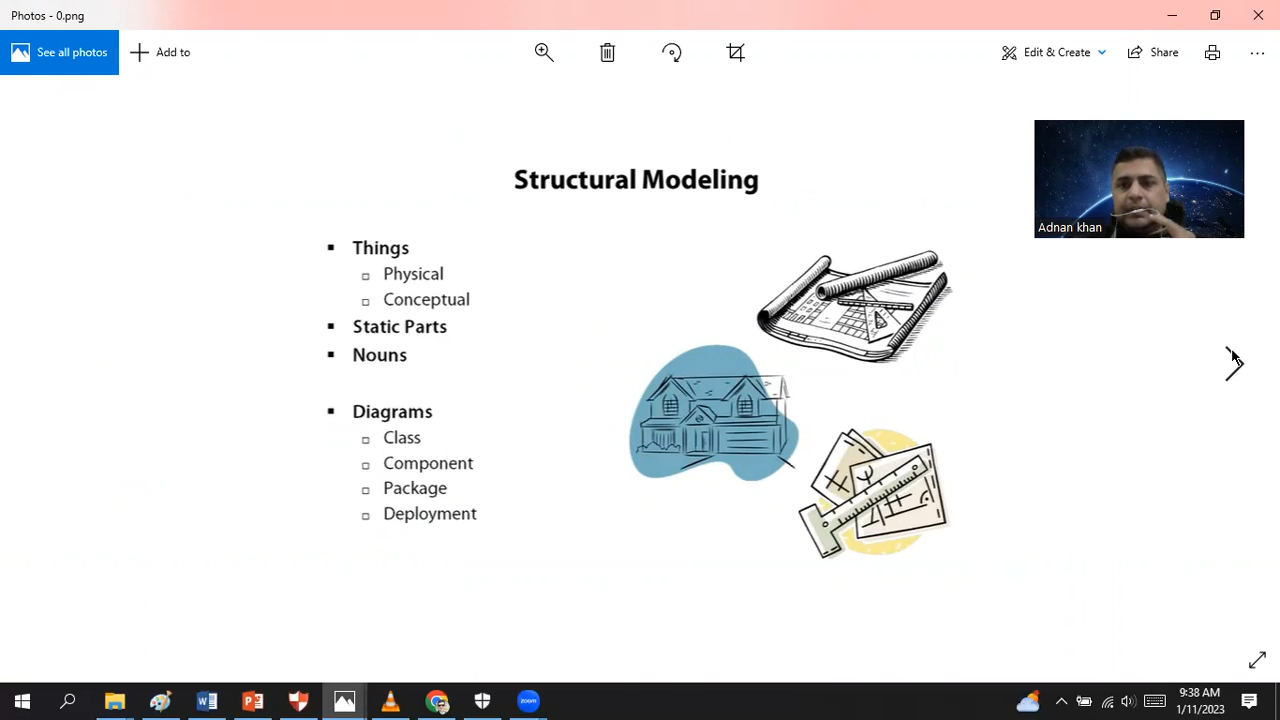 Photos - 0.png
See all photos
Add to
Edit & Create
Share
Structural Modeling
Adnan khan
Things
Physical
Conceptual
Static Parts
Nouns
Diagrams
Class
Component
Package
Deployment
zoom
9:38 AM
1/11/2023